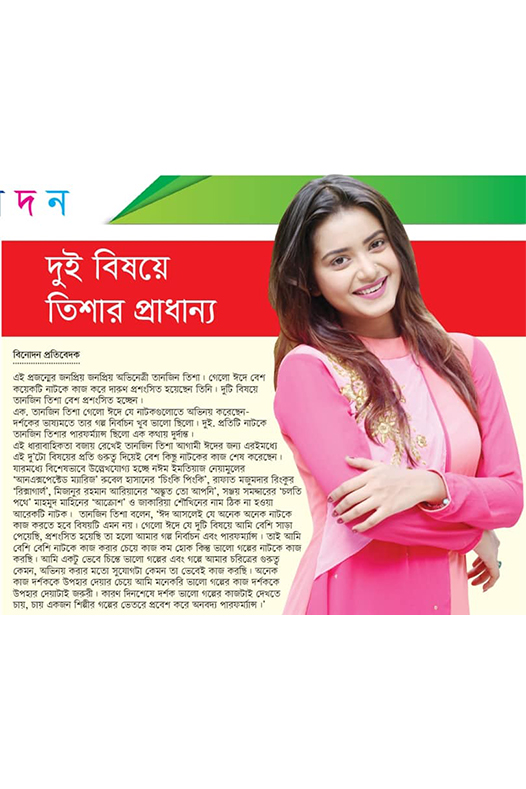 দন
দুই বিষয়ে
তিশার প্রাধান্য
বিনোদন প্রতিবেদক
এই প্রজন্মের জনপ্রিয় জনপ্রিয় অভিনেত্রী তানজিন তিশা। গেলো ঈদে বেশ
কয়েকটি নাটকে কাজ করে দারুণ প্রশংসিত হয়েছেন তিনি। দুটি বিষয়ে
তানজিন তিশা বেশ প্রশংসিত হচ্ছেন।
এক. তানজিন তিশা গেলো ঈদে যে নাটকগুলোতে অভিনয় করেছেন-
দর্শকের ভাষ্যমতে তার গল্প নির্বাচন খুব ভালো ছিলো। দুই. প্রতিটি নাটকে
তানজিন তিশার পারফর্ম্যান্স ছিলো এক কথায় দুর্দান্ত।
এই ধারাবাহিকতা বজায় রেখেই তানজিন তিশা আগামী ঈদের জন্য এরইমধ্যে
এই দু'টো বিষয়ের প্রতি গুরুত্ব দিয়েই বেশ কিছু নাটকের কাজ শেষ করেছেন।
যারমধ্যে বিশেষভাবে উল্লেখযোগ্য হচ্ছে নঈম ইমতিয়াজ নেয়ামুলের
'আনএক্সপেক্টেড ম্যারিজ' রুবেল হাসানের 'চিংকি পিংকি', রাফাত মজুমদার রিংকুর
'রিক্সাগার্ল', মিজানুর রহমান আরিয়ানের 'অদ্ভুত তো আপনি', সঞ্জয় সমদ্দারের 'চলতি
পথে' মাহমুদ মাহিনের 'আক্রোশ' ও জাকারিয়া শৌখিনের নাম ঠিক না হওয়া
আরেকটি নাটক। তানজিন তিশা বলেন, 'ঈদ আসলেই যে অনেক অনেক নাটকে
কাজ করতে হবে বিষয়টি এমন নয়। গেলো ঈদে যে দুটি বিষয়ে আমি বেশি সাড়া
পেয়েছি, প্রশংসিত হয়েছি তা হলো আমার গল্প নির্বাচন এবং পারফর্ম্যান্স। তাই আমি
বেশি বেশি নাটকে কাজ করার চেয়ে কাজ কম হোক কিন্তু ভালো গল্পের নাটকে কাজ
করছি। আমি একটু ভেবে চিন্তে ভালো গল্পের এবং গল্পে আমার চরিত্রের গুরুত্ব
কেমন, অভিনয় করার মতো সুযোগটা কেমন তা ভেবেই কাজ করছি। অনেক
কাজ দর্শককে উপহার দেয়ার চেয়ে আমি মনেকরি ভালো গল্পের কাজ দর্শককে
উপহার দেয়াটাই জরুরী। কারণ দিনশেষে দর্শক ভালো গল্পের কাজটাই দেখতে
চায়, চায় একজন শিল্পীর গল্পের ভেতরে প্রবেশ করে অনবদ্য পারফর্ম্যান্স।'